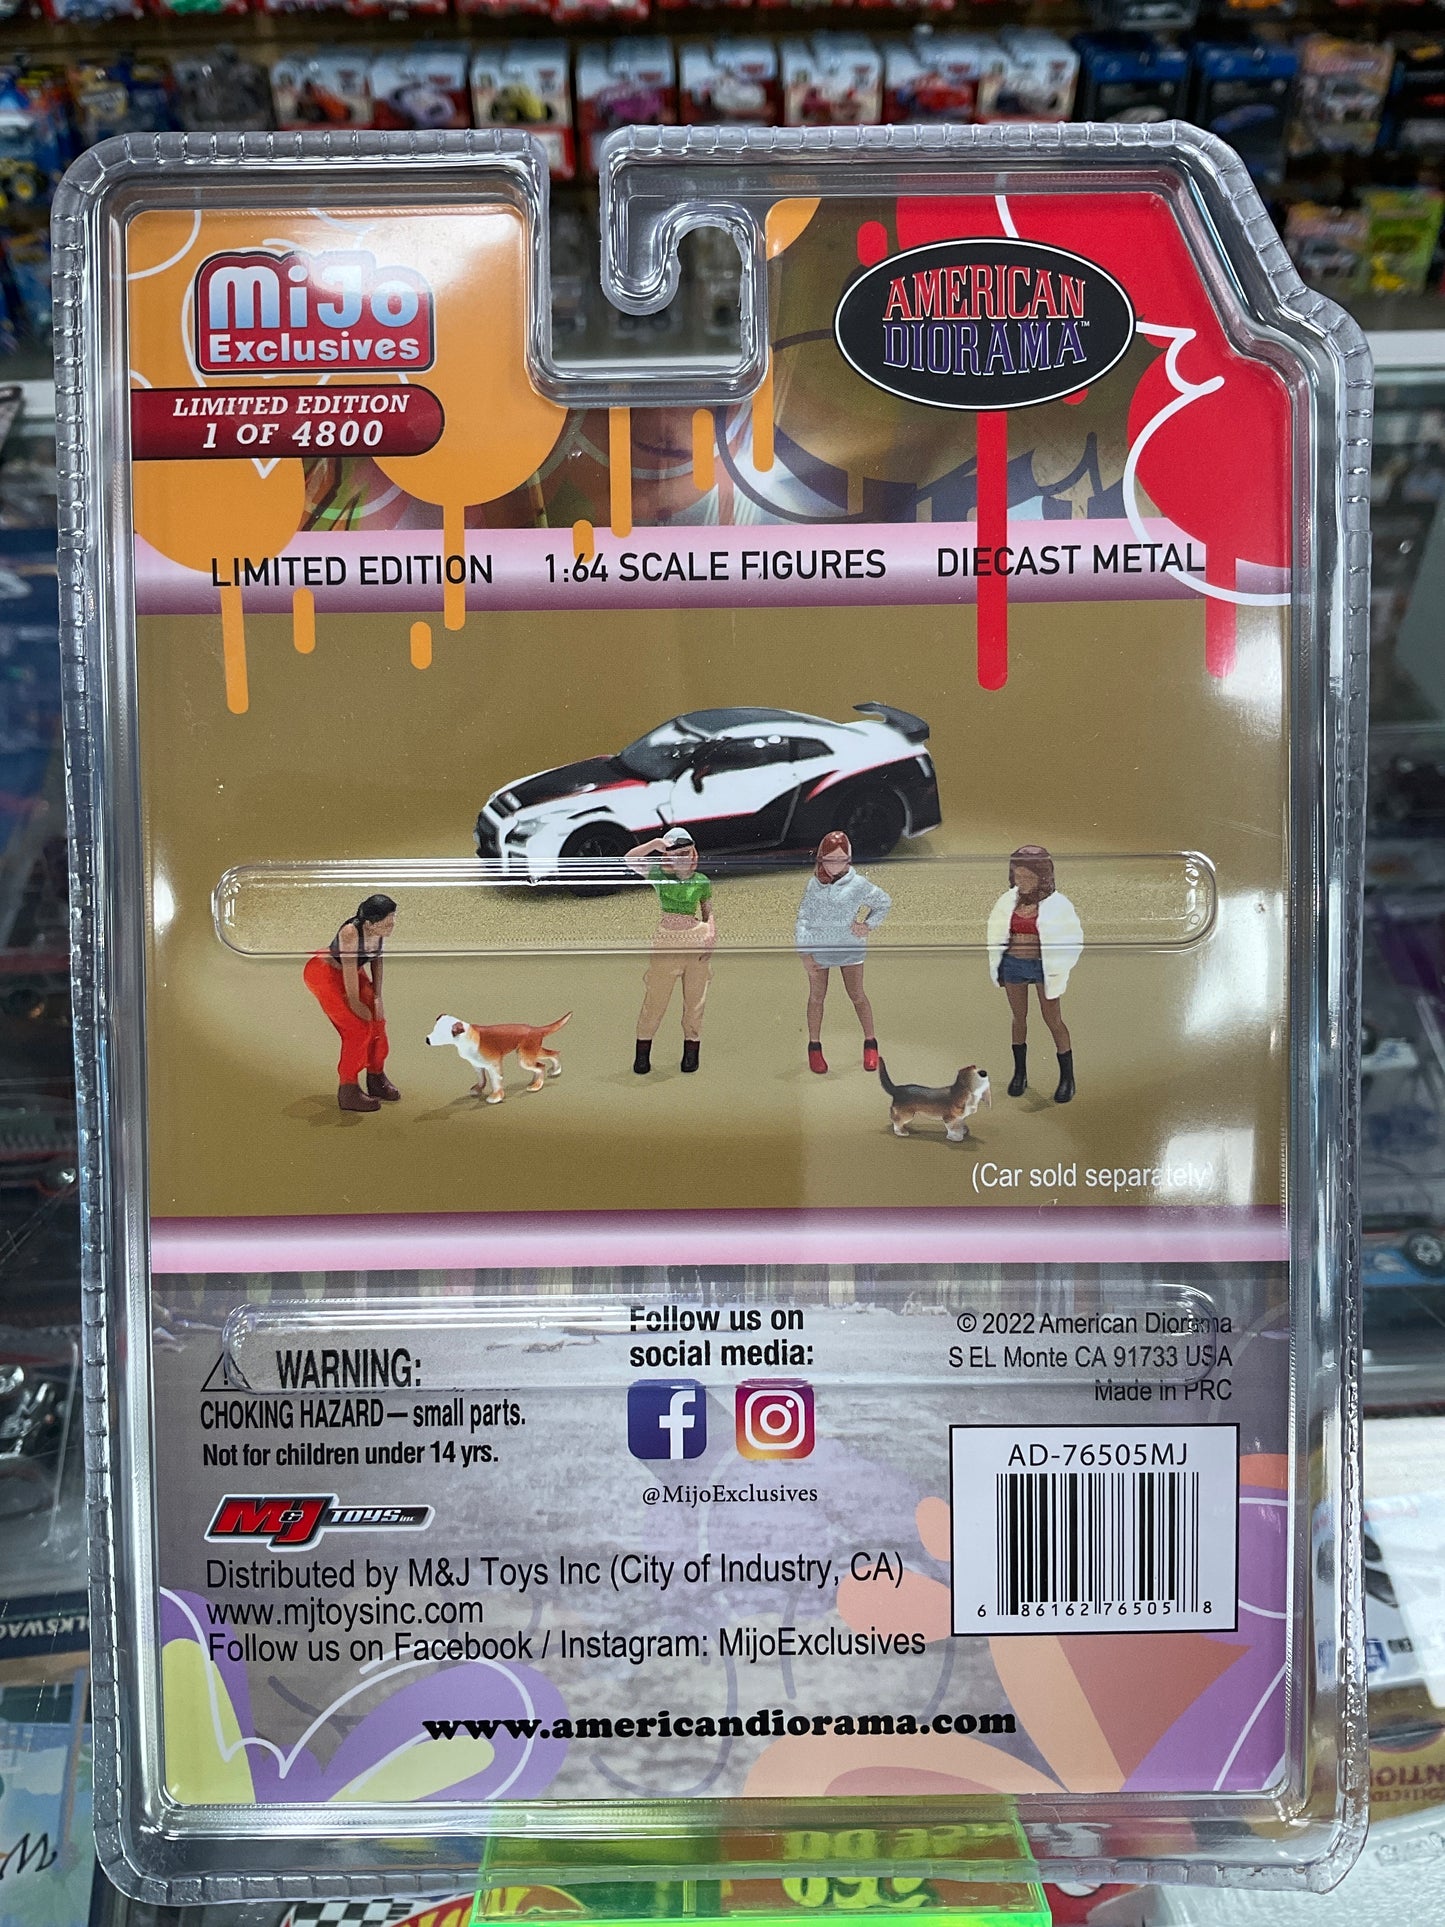 MiJo
Exclusives
LIMITED EDITION
1 OF 4800
AMERICAN
DIORAMA™
LIMITED EDITION 1:64 SCALE FIGURES DIECAST METAL
(Car sold separately)
WARNING:
CHOKING HAZARD — small parts.
Not for children under 14 yrs.
Follow us on
social media:
@MijoExclusives
© 2022 American Diorama
S EL Monte CA 91733 USA
Made in PRC
AD-76505MJ
6 86162 76505 8
M&J TOYS INC
Distributed by M&J Toys Inc (City of Industry, CA)
www.mjtoysinc.com
Follow us on Facebook / Instagram: MijoExclusives
www.americandiorama.com